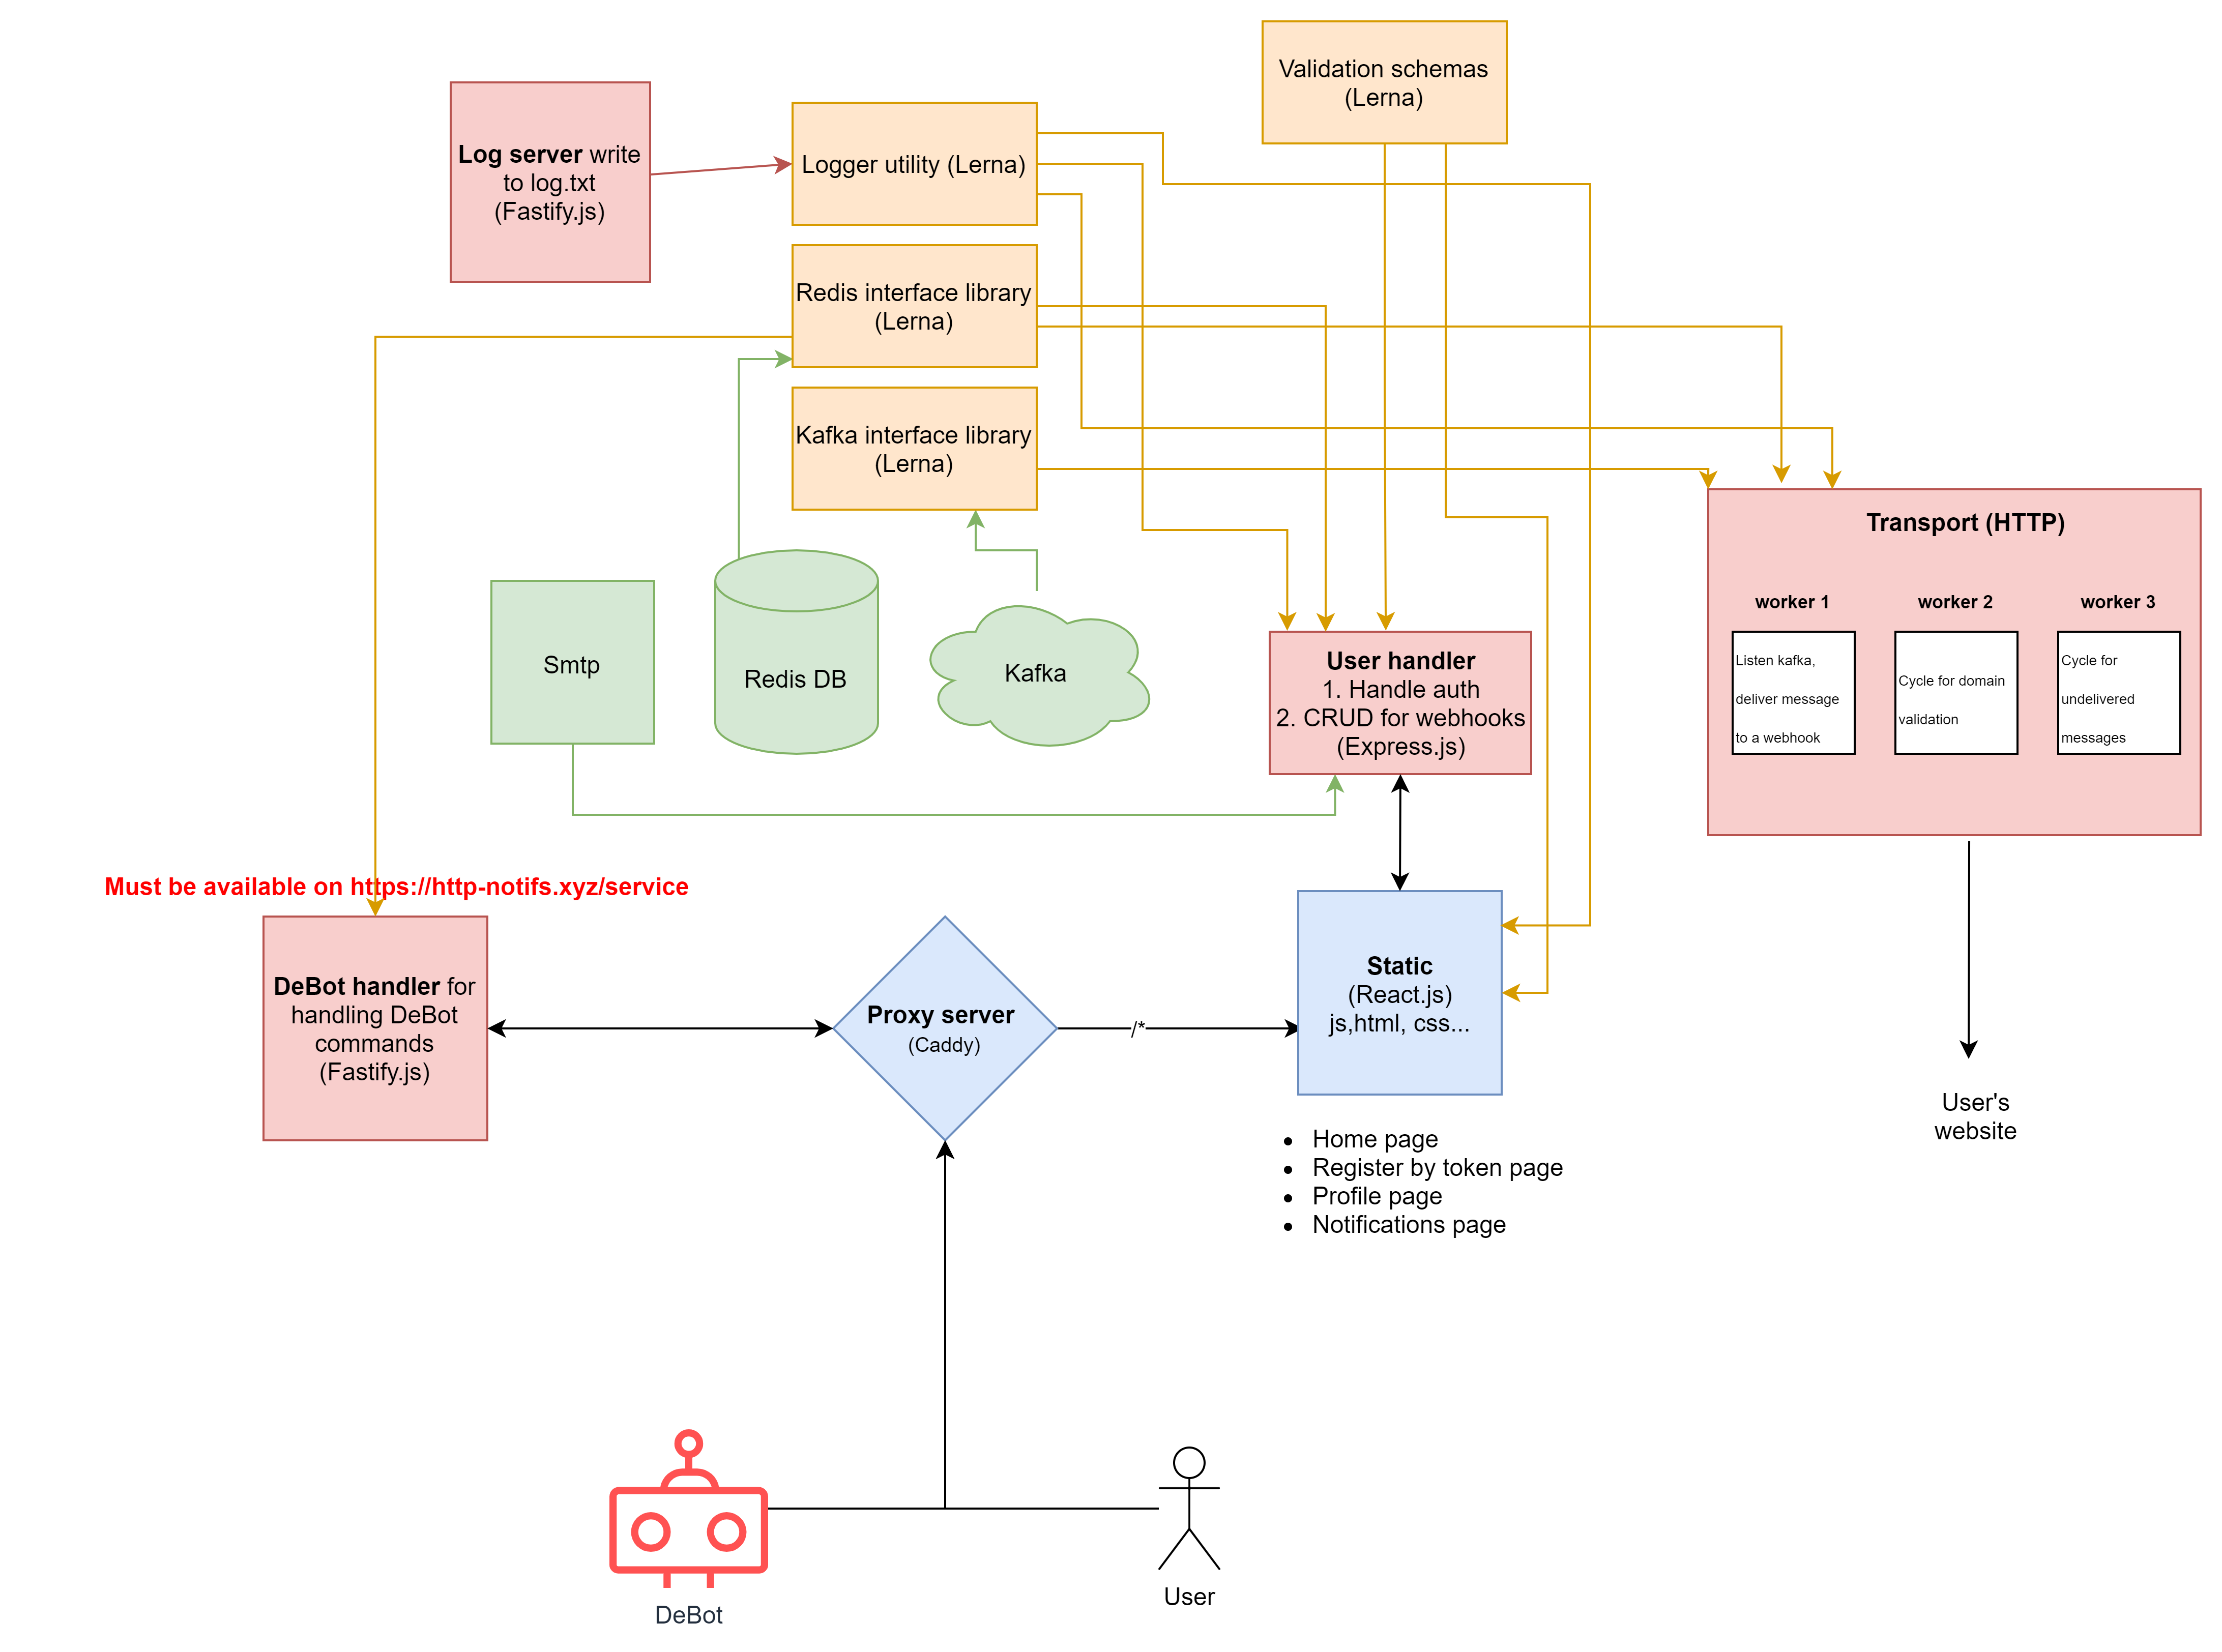 Validation schemas
(Lerna)
Log server write
to log.txt
(Fastify.js)
Logger utility (Lerna)
Redis interface library
(Lerna)
Kafka interface library
(Lerna)
Transport (HTTP)
worker 1
worker 2
worker 3
Listen kafka,
deliver message
to a webhook
Cycle for domain
validation
Cycle for
undelivered
messages
Smtp
Redis DB
Kafka
User handler
1. Handle auth
2. CRUD for webhooks
(Express.js)
Must be available on https://http-notifs.xyz/service
DeBot handler for
handling DeBot
commands
(Fastify.js)
Proxy server
(Caddy)
/*
Static
(React.js)
js,html, css...
User's
website
Home page
Register by token page
Profile page
Notifications page
DeBot
User